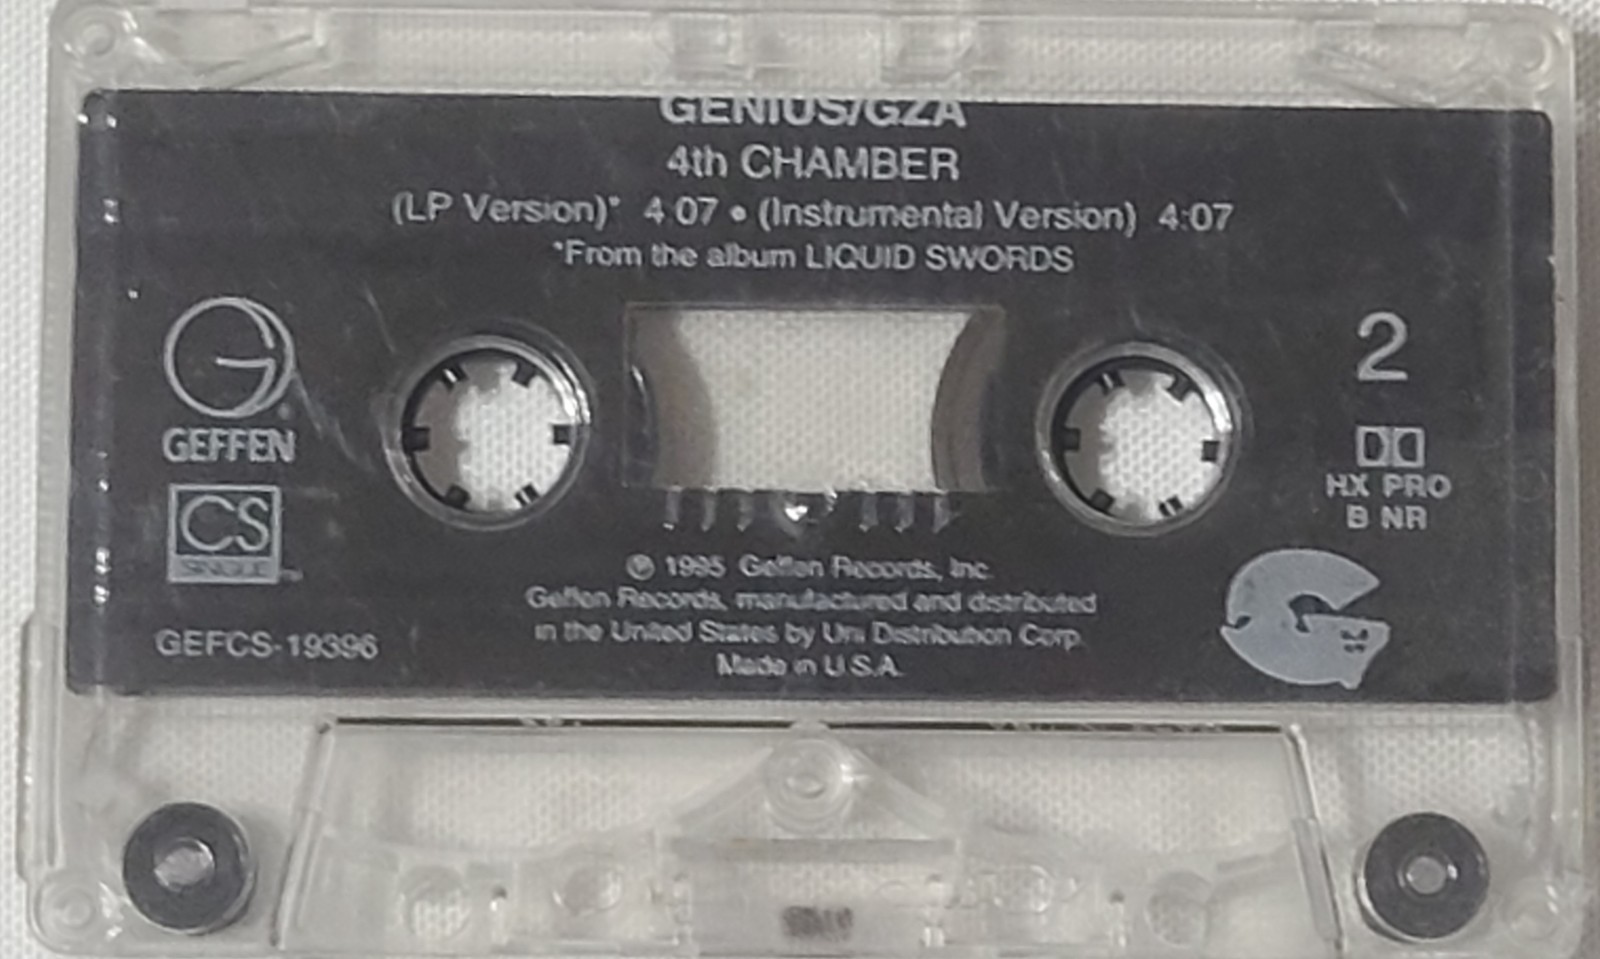 GENIUS/GZA
4th CHAMBER
(LP Version)* 4:07 • (Instrumental Version) 4:07
*From the album LIQUID SWORDS
2
GEFFEN
HX PRO
B NR
CS
SINGLE
GEFCS-19396
℗ 1995 Geffen Records, Inc.
Geffen Records, manufactured and distributed
in the United States by Uni Distribution Corp.
Made in U.S.A.